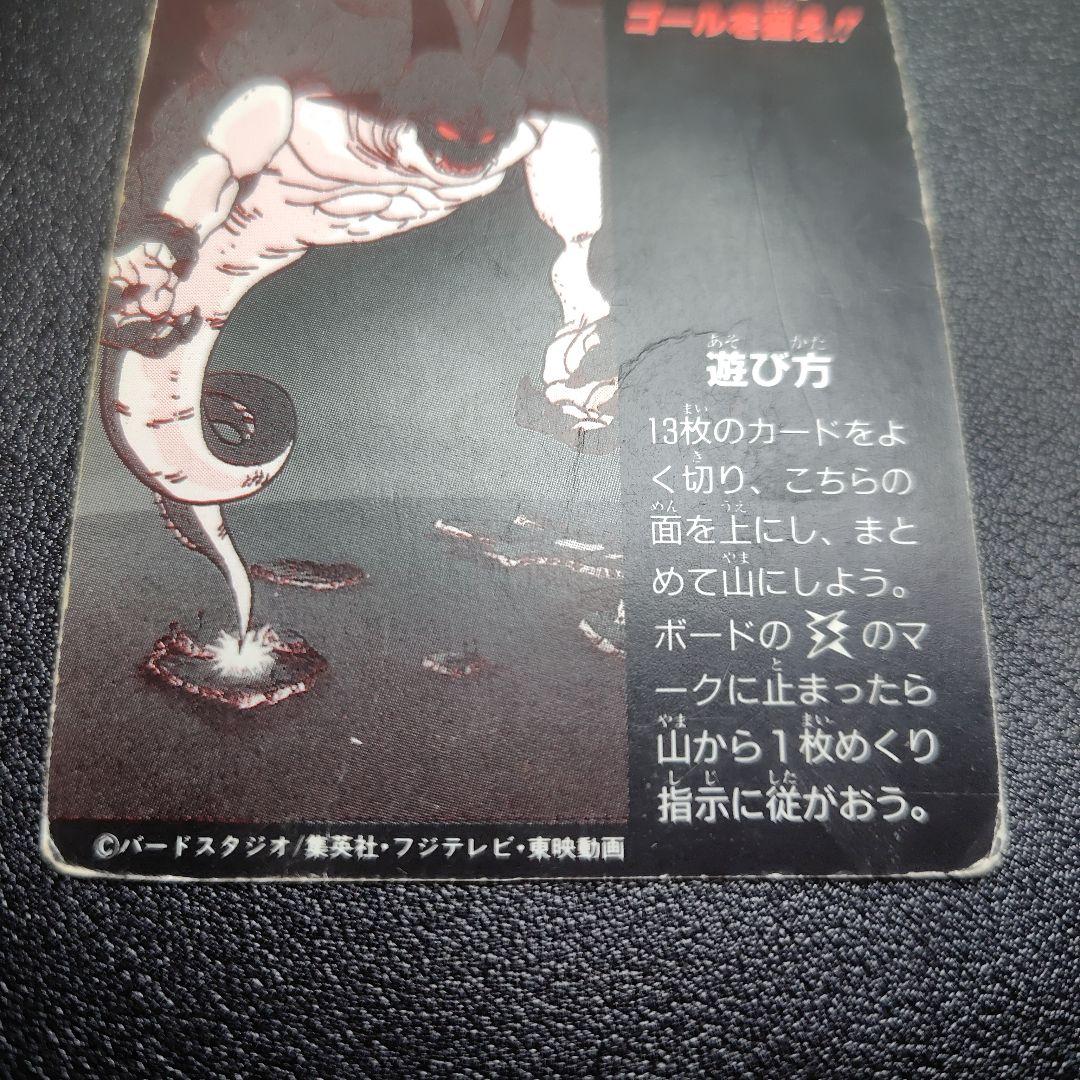 ゴールを狙え!!
遊び方
13枚のカードをよ
く切り、こちらの
面を上にし、まと
めて山にしよう。
ボードの のマ
ークに止まったら
山から1枚めくり
指示に従がおう。
©バードスタジオ/集英社・フジテレビ・東映動画